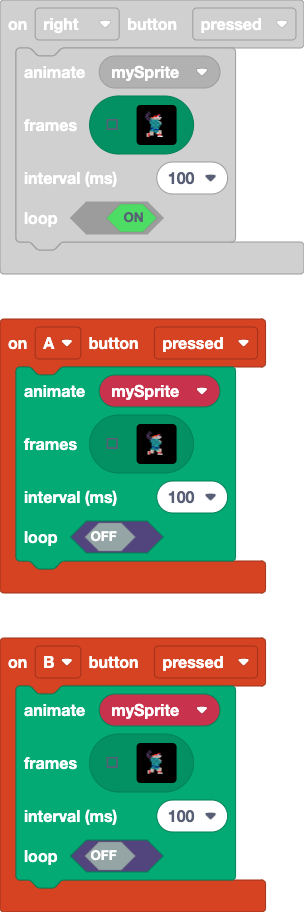 on right button pressed
animate mySprite
frames
interval (ms) 100
loop ON
on A button pressed
animate mySprite
frames
interval (ms) 100
loop OFF
on B button pressed
animate mySprite
frames
interval (ms) 100
loop OFF